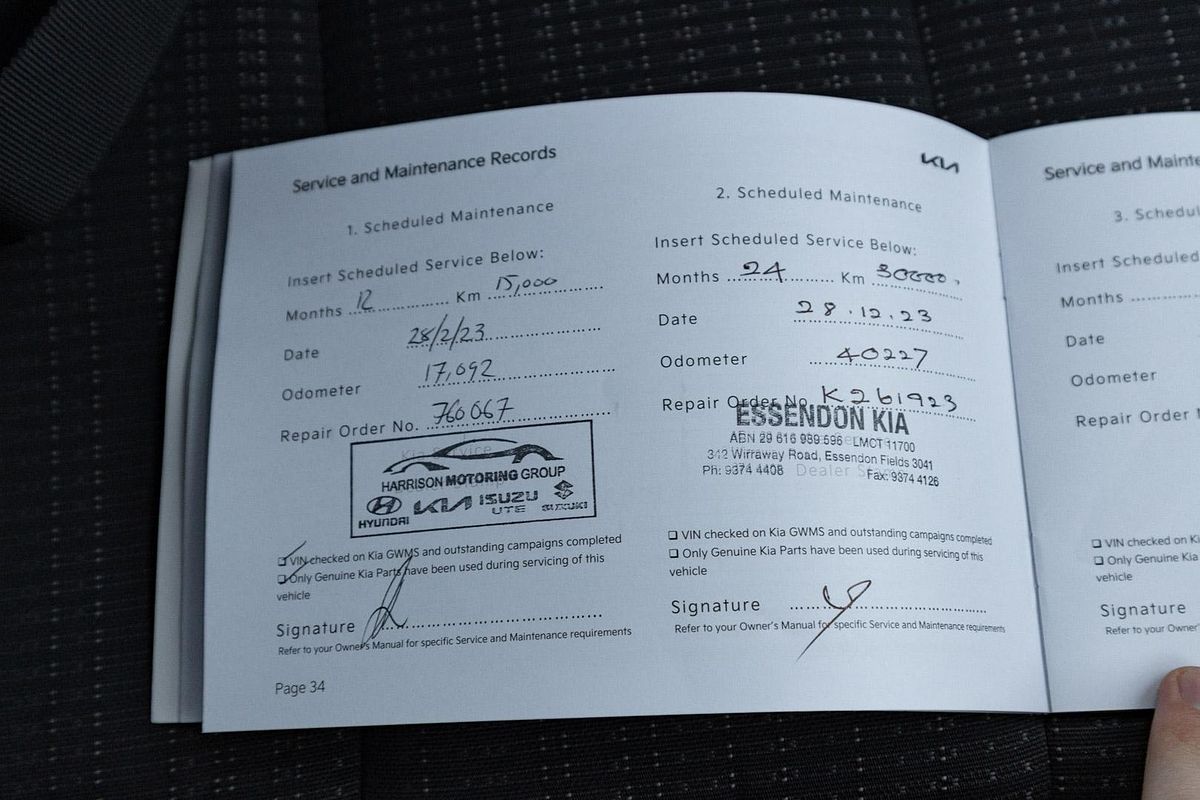 Service and Maintenance Records
1. Scheduled Maintenance
Insert Scheduled Service Below:
Months 12 Km 15,000
Date 28/2/23
Odometer 17,092
Repair Order No. 760067
HARRISON MOTORING GROUP
HYUNDAI KIA ISUZU UTE SUZUKI
❑ VIN checked on Kia GWMS and outstanding campaigns completed
❑ Only Genuine Kia Parts have been used during servicing of this
vehicle
Signature
Refer to your Owner's Manual for specific Service and Maintenance requirements
Page 34
KIA
2. Scheduled Maintenance
Insert Scheduled Service Below:
Months 24 Km 30000
Date 28.12.23
Odometer 40227
Repair Order No. K261923
ESSENDON KIA
ABN 29 616 989 596 LMCT 11700
342 Wirraway Road, Essendon Fields 3041
Ph: 9374 4408 Fax: 9374 4126
Dealer
❑ VIN checked on Kia GWMS and outstanding campaigns completed
❑ Only Genuine Kia Parts have been used during servicing of this
vehicle
Signature
Refer to your Owner's Manual for specific Service and Maintenance requirements
Service and Mainte
3. Schedul
Insert Scheduled
Months
Date
Odometer
Repair Order
❑ VIN checked on Ki
❑ Only Genuine Kia
vehicle
Signature
Refer to your Owner'